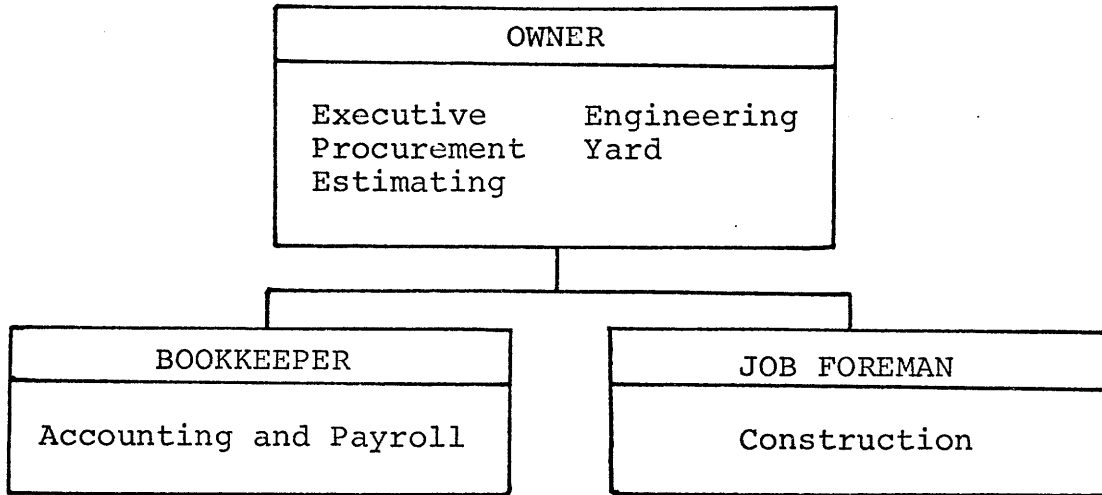 OWNER
Executive Engineering
Procurement Yard
Estimating
BOOKKEEPER
Accounting and Payroll
JOB FOREMAN
Construction